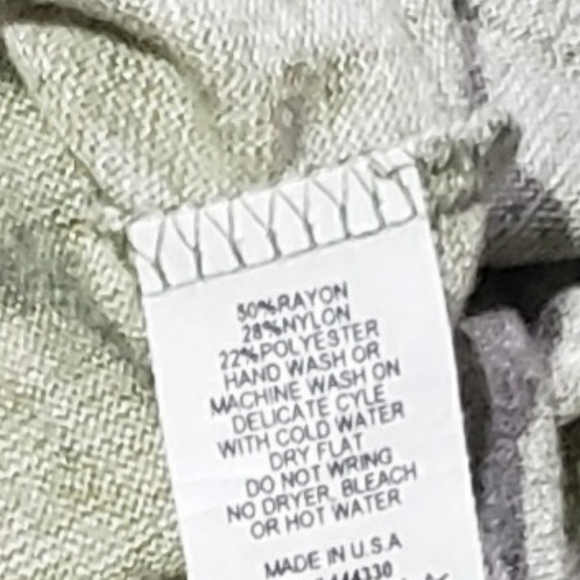 50%RAYON
28%NYLON
22%POLYESTER
HAND WASH OR
MACHINE WASH ON
DELICATE CYLE
WITH COLD WATER
DRY FLAT
DO NOT WRING
NO DRYER, BLEACH
OR HOT WATER
MADE IN U.S.A